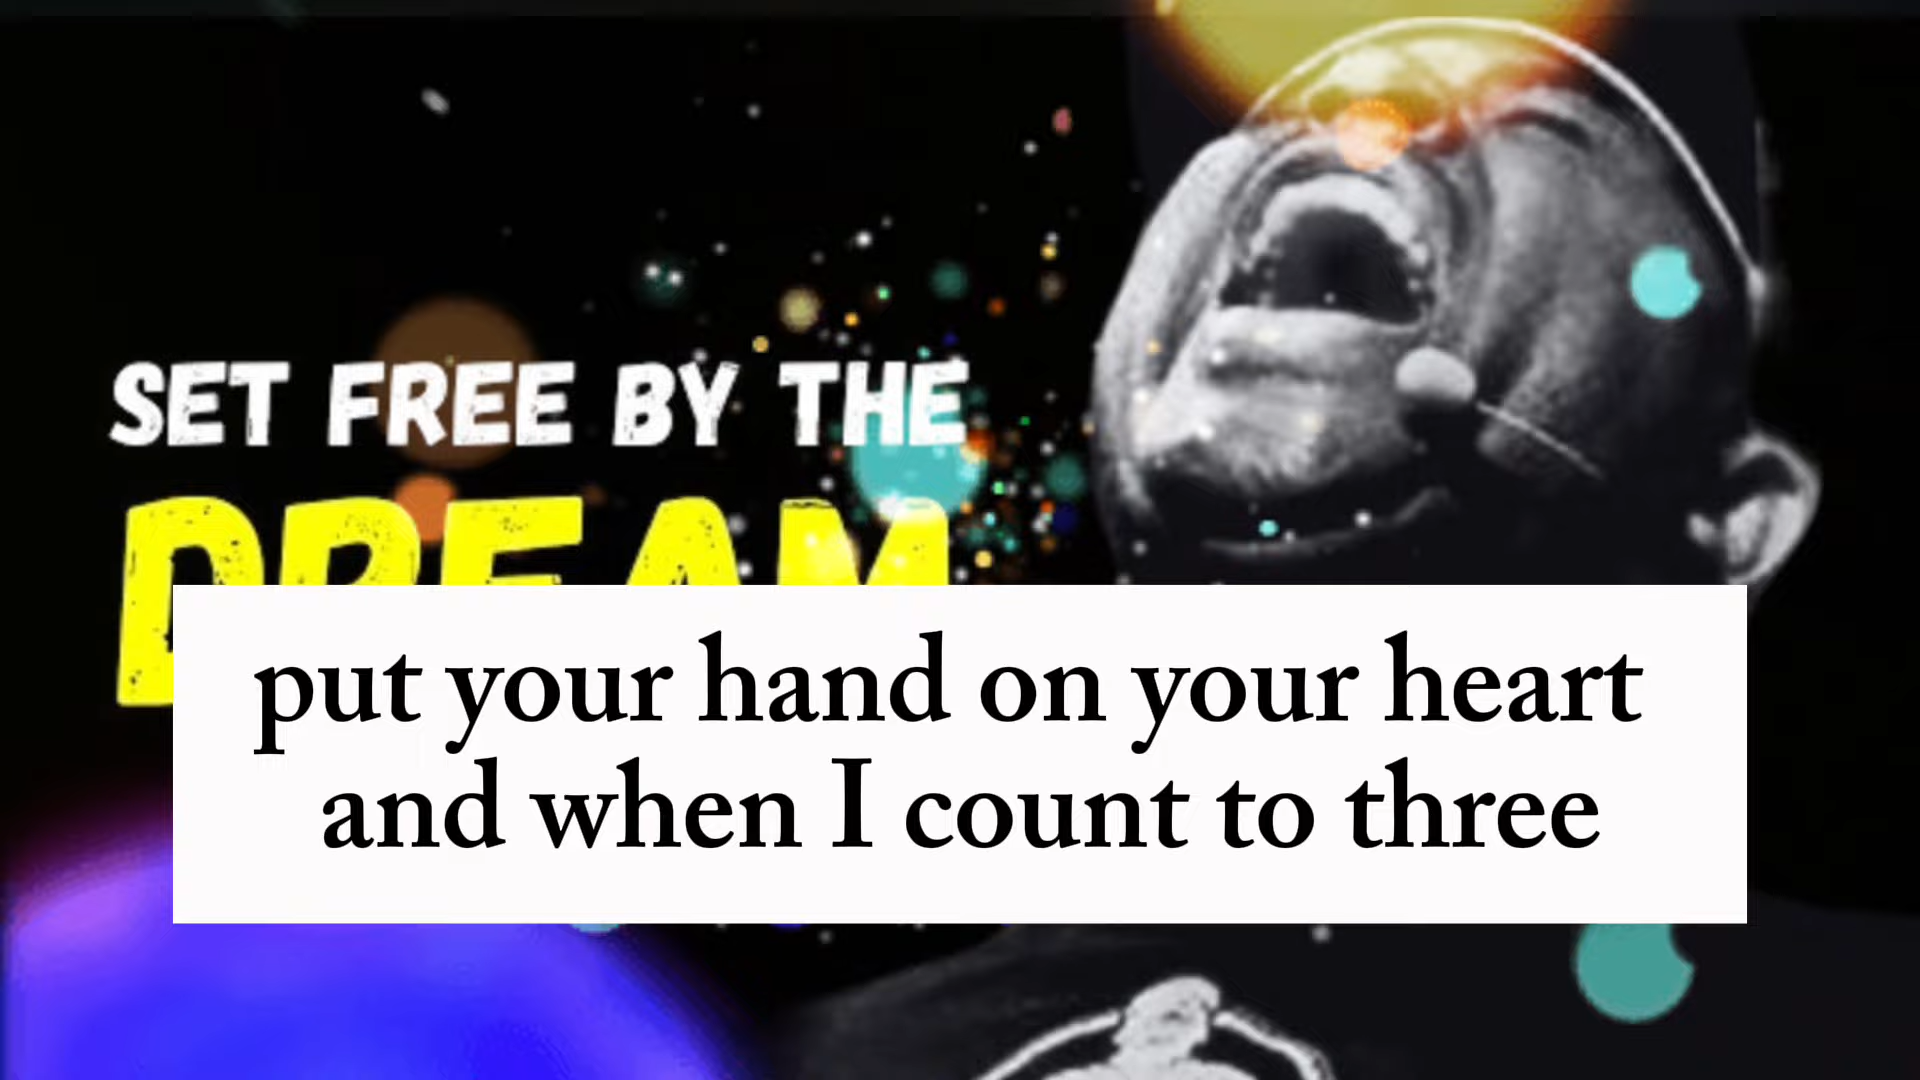 SET FREE BY THE
DREAM
put your hand on your heart
and when I count to three